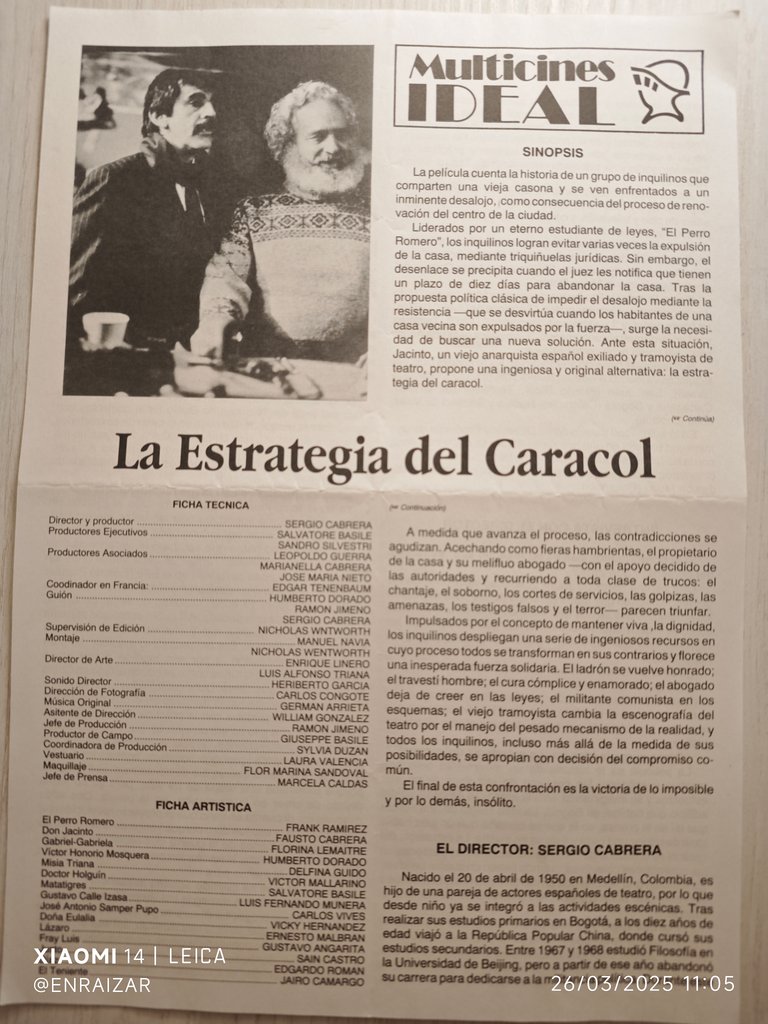 Multicines
IDEAL
SINOPSIS
La película cuenta la historia de un grupo de inquilinos que
comparten una vieja casona y se ven enfrentados a un
inminente desalojo, como consecuencia del proceso de reno-
vación del centro de la ciudad.
Liderados por un eterno estudiante de leyes, "El Perro
Romero", los inquilinos logran evitar varias veces la expulsión
de la casa, mediante triquiñuelas jurídicas. Sin embargo, el
desenlace se precipita cuando el juez les notifica que tienen
un plazo de diez días para abandonar la casa. Tras la
propuesta política clásica de impedir el desalojo mediante la
resistencia —que se desvirtúa cuando los habitantes de una
casa vecina son expulsados por la fuerza—, surge la necesi-
dad de buscar una nueva solución. Ante esta situación,
Jacinto, un viejo anarquista español exiliado y tramoyista de
teatro, propone una ingeniosa y original alternativa: la estra-
tegia del caracol.
(Continúa)
La Estrategia del Caracol
FICHA TECNICA
Director y productor ... SERGIO CABRERA
Productores Ejecutivos ... SALVATORE BASILE
SANDRO SILVESTRI
Productores Asociados ... LEOPOLDO GUERRA
MARIANELLA CABRERA
JOSE MARIA NIETO
Coodinador en Francia: ... EDGAR TENENBAUM
Guión ... HUMBERTO DORADO
RAMON JIMENO
SERGIO CABRERA
Supervisión de Edición ... NICHOLAS WNTWORTH
Montaje ... MANUEL NAVIA
NICHOLAS WENTWORTH
Director de Arte ... ENRIQUE LINERO
LUIS ALFONSO TRIANA
Sonido Director ... HERIBERTO GARCIA
Dirección de Fotografía ... CARLOS CONGOTE
Música Original ... GERMAN ARRIETA
Asitente de Dirección ... WILLIAM GONZALEZ
Jefe de Producción ... RAMON JIMENO
Productor de Campo ... GIUSEPPE BASILE
Coordinadora de Producción ... SYLVIA DUZAN
Vestuario ... LAURA VALENCIA
Maquillaje ... FLOR MARINA SANDOVAL
Jefe de Prensa ... MARCELA CALDAS
FICHA ARTISTICA
El Perro Romero ... FRANK RAMIREZ
Don Jacinto ... FAUSTO CABRERA
Gabriel-Gabriela ... FLORINA LEMAITRE
Víctor Honorio Mosquera ... HUMBERTO DORADO
Misia Triana ... DELFINA GUIDO
Doctor Holguín ... VICTOR MALLARINO
Matatigres ... SALVATORE BASILE
Gustavo Calle Izasa ... LUIS FERNANDO MUNERA
José Antonio Samper Pupo ... CARLOS VIVES
Doña Eulalia ... VICKY HERNANDEZ
Lázaro ... ERNESTO MALBRAN
Fray Luis ... GUSTAVO ANGARITA
SAIN CASTRO
EDGARDO ROMAN
El Teniente ... JAIRO CAMARGO
(Continuación)
A medida que avanza el proceso, las contradicciones se
agudizan. Acechando como fieras hambrientas, el propietario
de la casa y su melifluo abogado —con el apoyo decidido de
las autoridades y recurriendo a toda clase de trucos: el
chantaje, el soborno, los cortes de servicios, las golpizas, las
amenazas, los testigos falsos y el terror— parecen triunfar.
Impulsados por el concepto de mantener viva ,la dignidad,
los inquilinos despliegan una serie de ingeniosos recursos en
cuyo proceso todos se transforman en sus contrarios y florece
una inesperada fuerza solidaria. El ladrón se vuelve honrado;
el travestí hombre; el cura cómplice y enamorado; el abogado
deja de creer en las leyes; el militante comunista en los
esquemas; el viejo tramoyista cambia la escenografía del
teatro por el manejo del pesado mecanismo de la realidad, y
todos los inquilinos, incluso más allá de la medida de sus
posibilidades, se apropian con decisión del compromiso co-
mún.
El final de esta confrontación es la victoria de lo imposible
y por lo demás, insólito.
EL DIRECTOR: SERGIO CABRERA
Nacido el 20 de abril de 1950 en Medellín, Colombia, es
hijo de una pareja de actores españoles de teatro, por lo que
desde niño ya se integró a las actividades escénicas. Tras
realizar sus estudios primarios en Bogotá, a los diez años de
edad viajó a la República Popular China, donde cursó sus
estudios secundarios. Entre 1967 y 1968 estudió Filosofía en
la Universidad de Beijing, pero a partir de ese año abandonó
su carrera para dedicarse a la
XIAOMI 14 | LEICA
@ENRAIZAR
26/03/2025 11:05